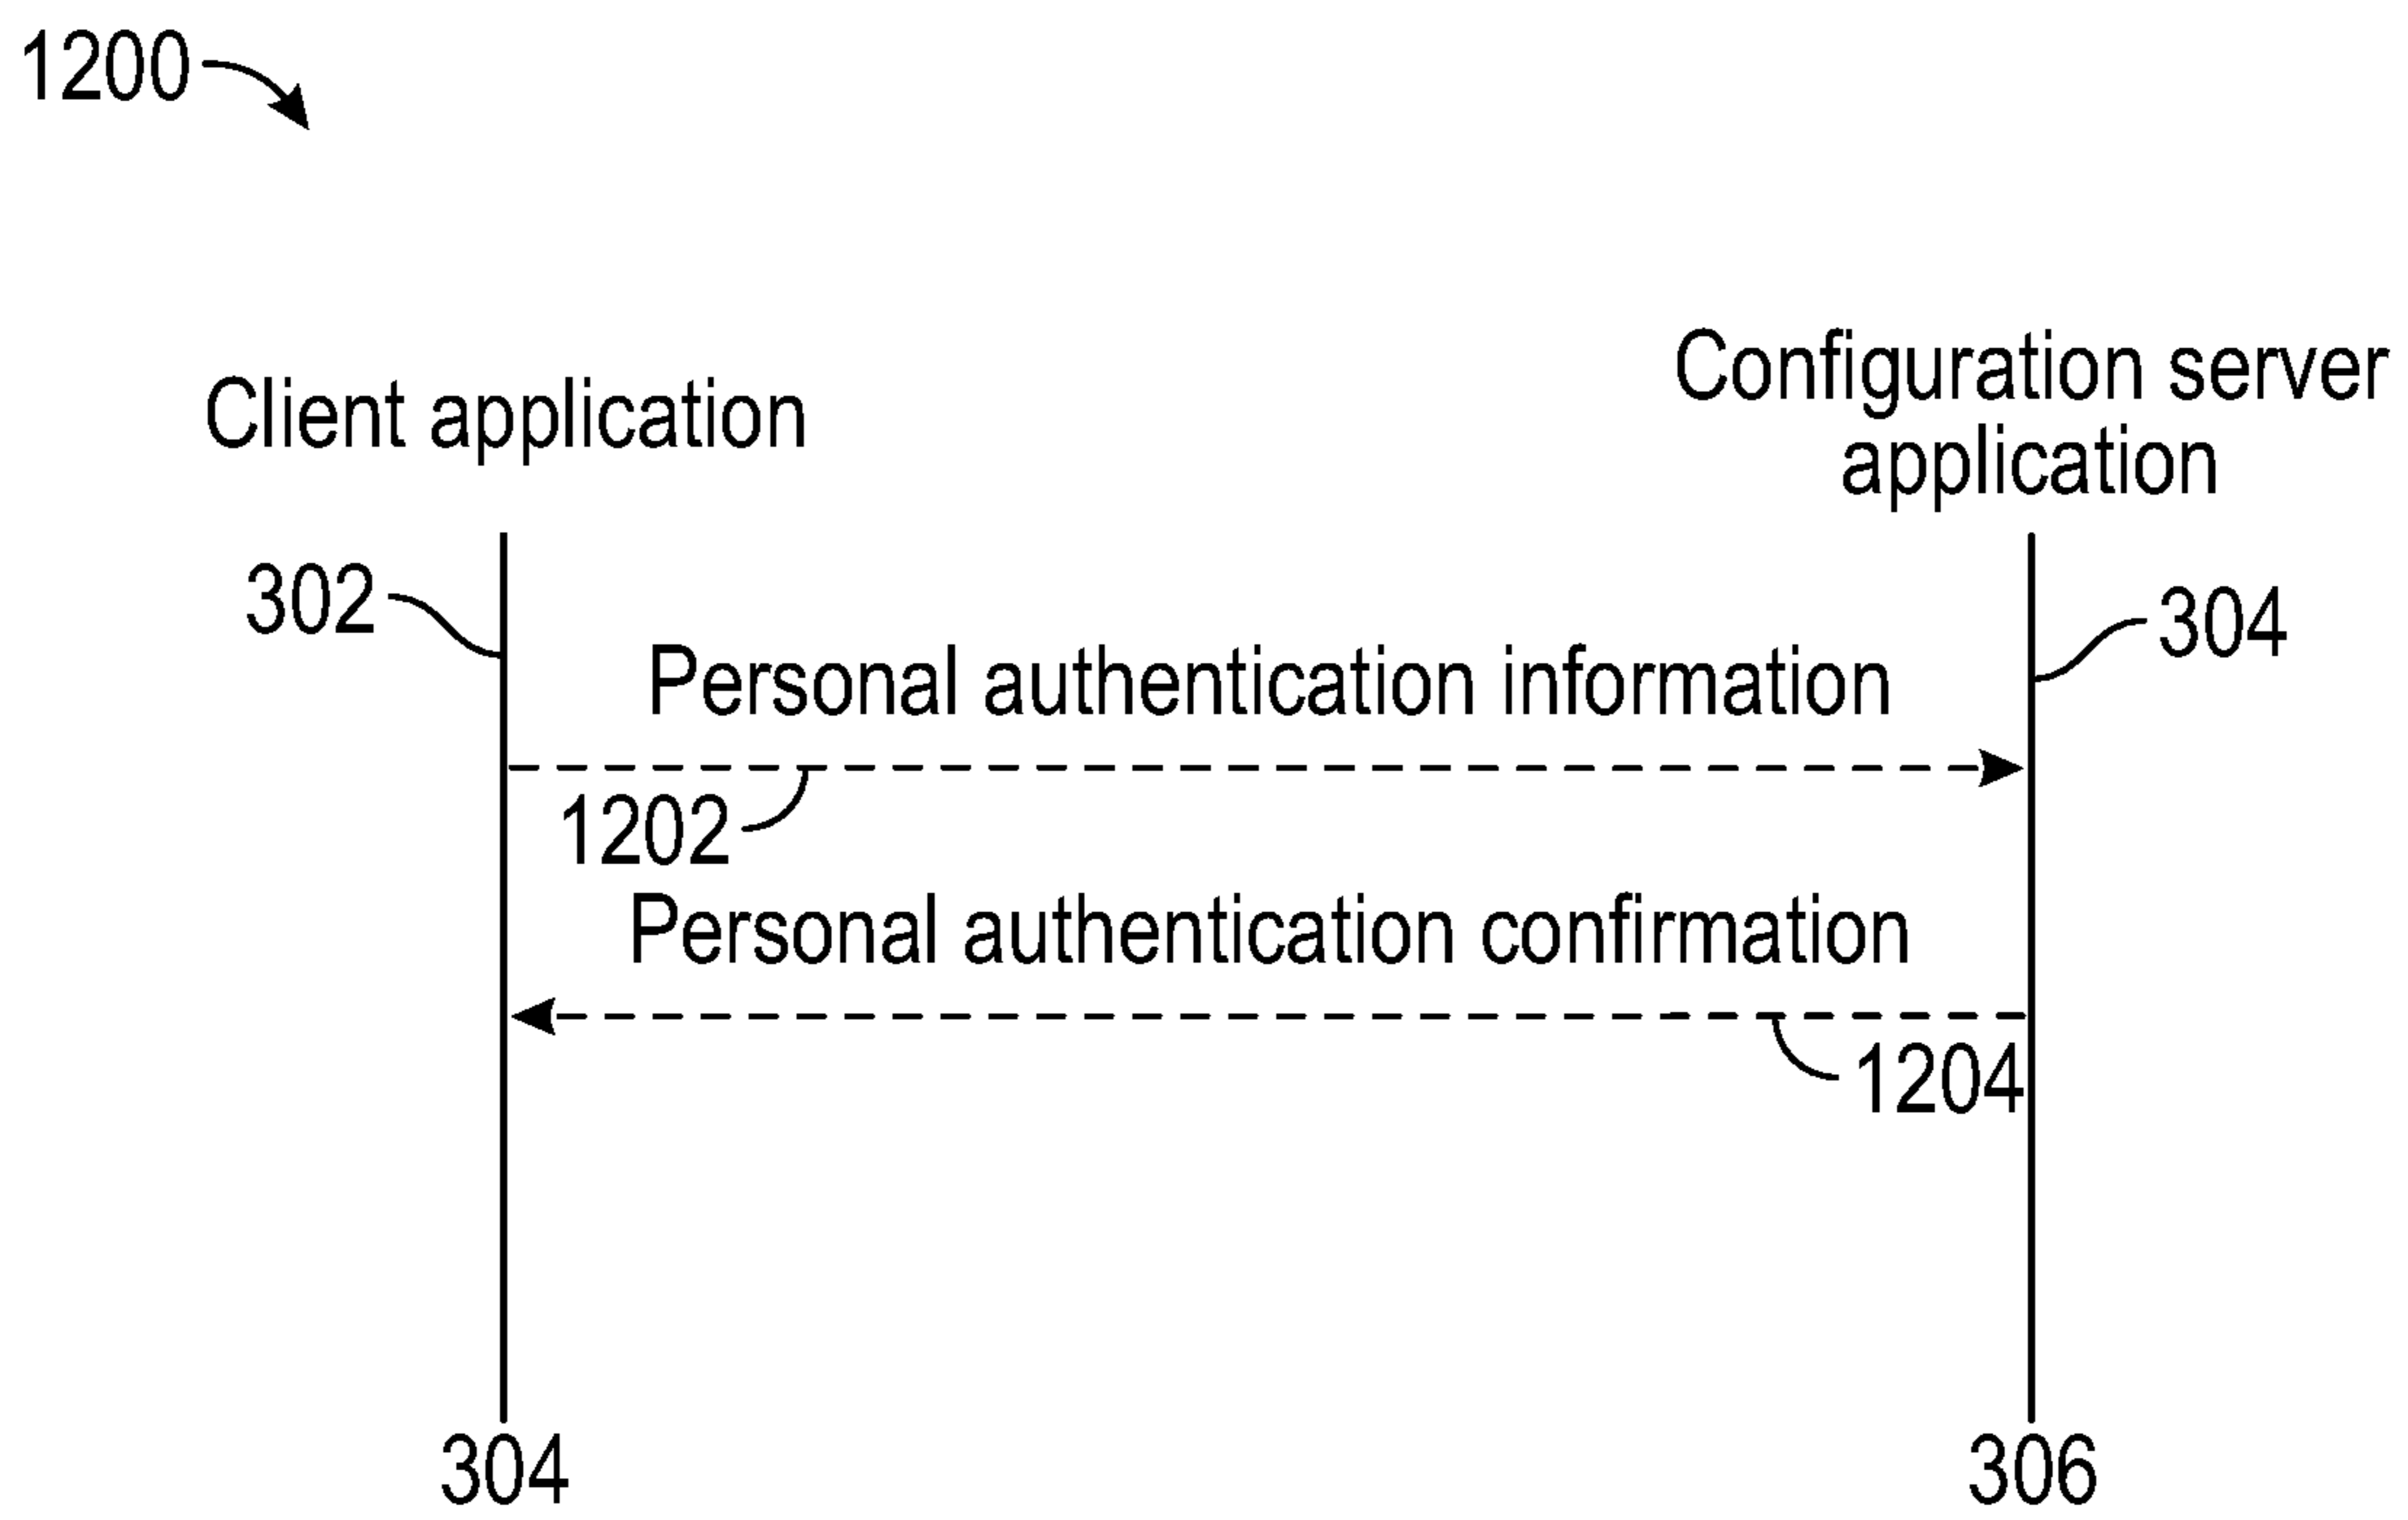 1200
Client application
Configuration server
application
302
304
Personal authentication information
1202
Personal authentication confirmation
1204
304
306